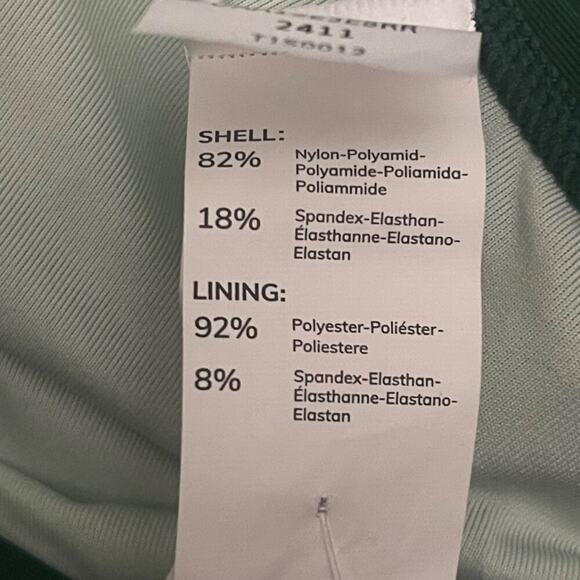 2411
SHELL:
82% Nylon-Polyamid-
Polyamide-Poliamida-
Poliammide
18% Spandex-Elasthan-
Élasthanne-Elastano-
Elastan
LINING:
92% Polyester-Poliéster-
Poliestere
8% Spandex-Elasthan-
Élasthanne-Elastano-
Elastan